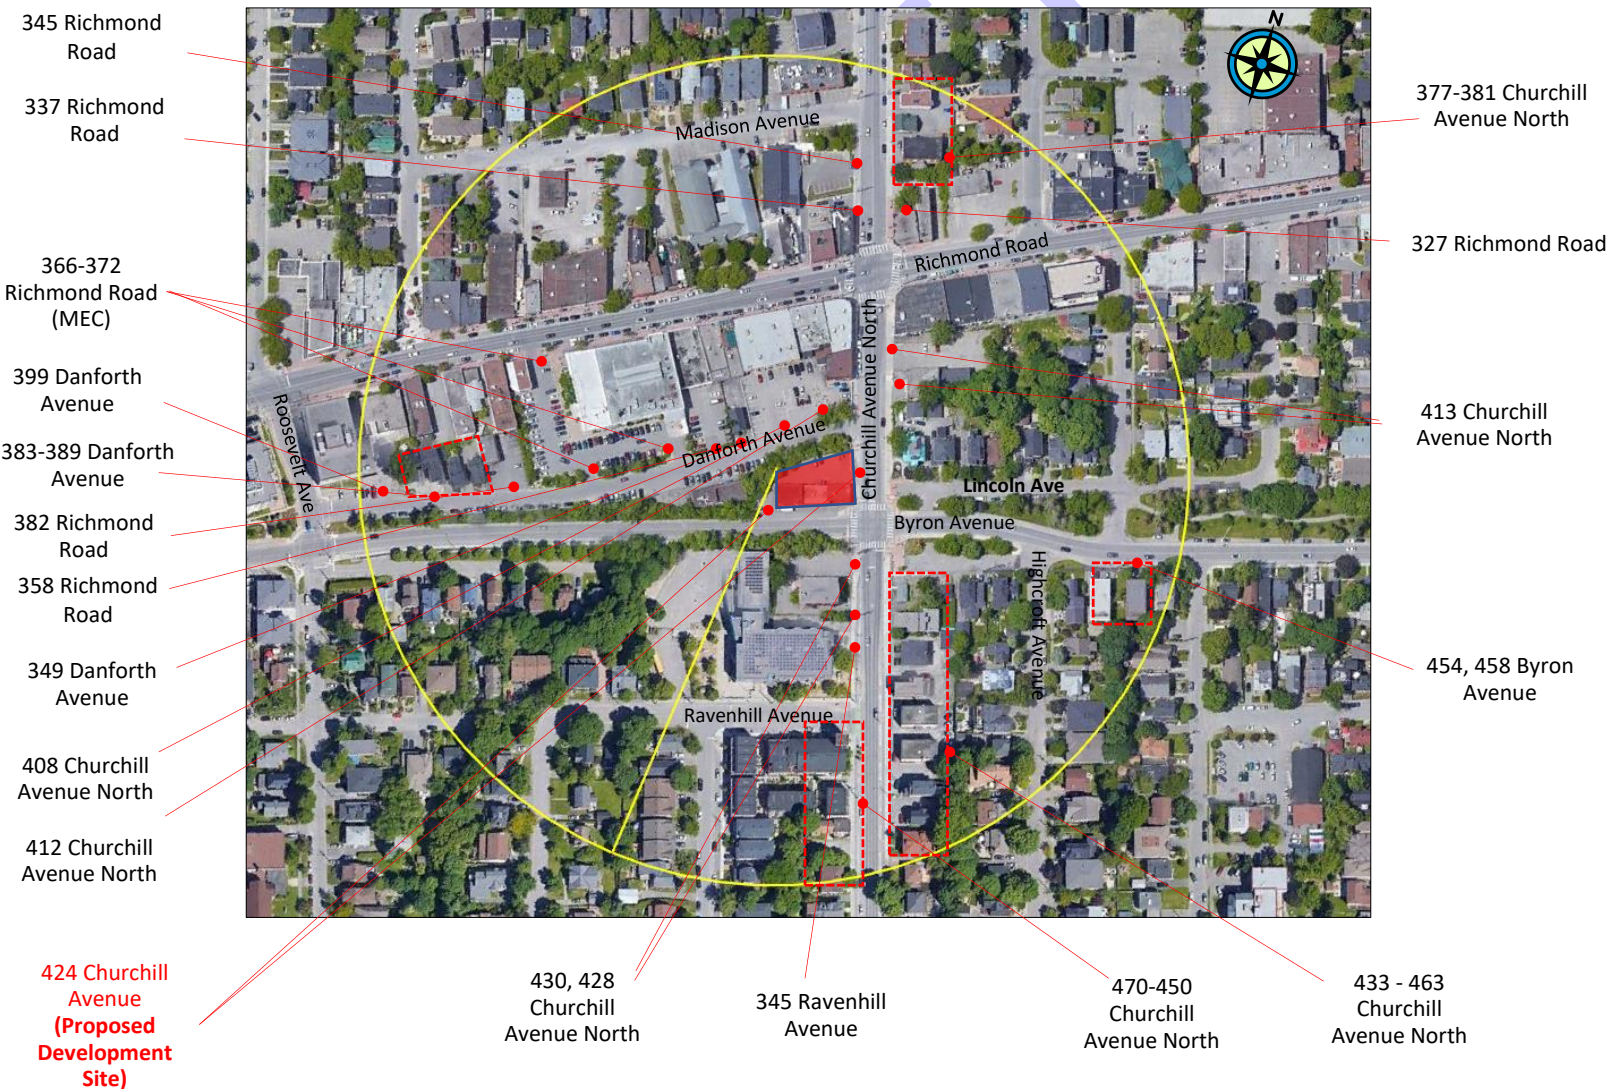 345 Richmond
Road
337 Richmond
Road
366-372
Richmond Road
(MEC)
399 Danforth
Avenue
383-389 Danforth
Avenue
382 Richmond
Road
358 Richmond
Road
349 Danforth
Avenue
408 Churchill
Avenue North
412 Churchill
Avenue North
424 Churchill
Avenue
(Proposed
Development
Site)
N
Madison Avenue
Richmond Road
Churchill Avenue North
Danforth Avenue
Roosevelt Ave
Lincoln Ave
Byron Avenue
Highcroft Avenue
Ravenhill Avenue
377-381 Churchill
Avenue North
327 Richmond Road
413 Churchill
Avenue North
454, 458 Byron
Avenue
430, 428
Churchill
Avenue North
345 Ravenhill
Avenue
470-450
Churchill
Avenue North
433 - 463
Churchill
Avenue North